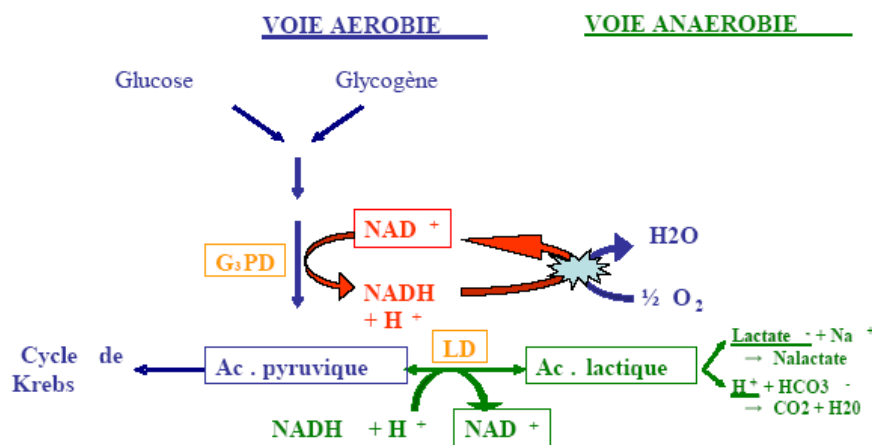 VOIE AEROBIE
VOIE ANAEROBIE
Glucose
Glycogène
NAD +
H2O
G3PD
NADH
+ H +
½ O2
LD
Cycle de
Krebs
Ac . pyruvique
Ac . lactique
Lactate - + Na +
→ Nalactate
H+ + HCO3 -
→ CO2 + H20
NADH + H+
NAD +